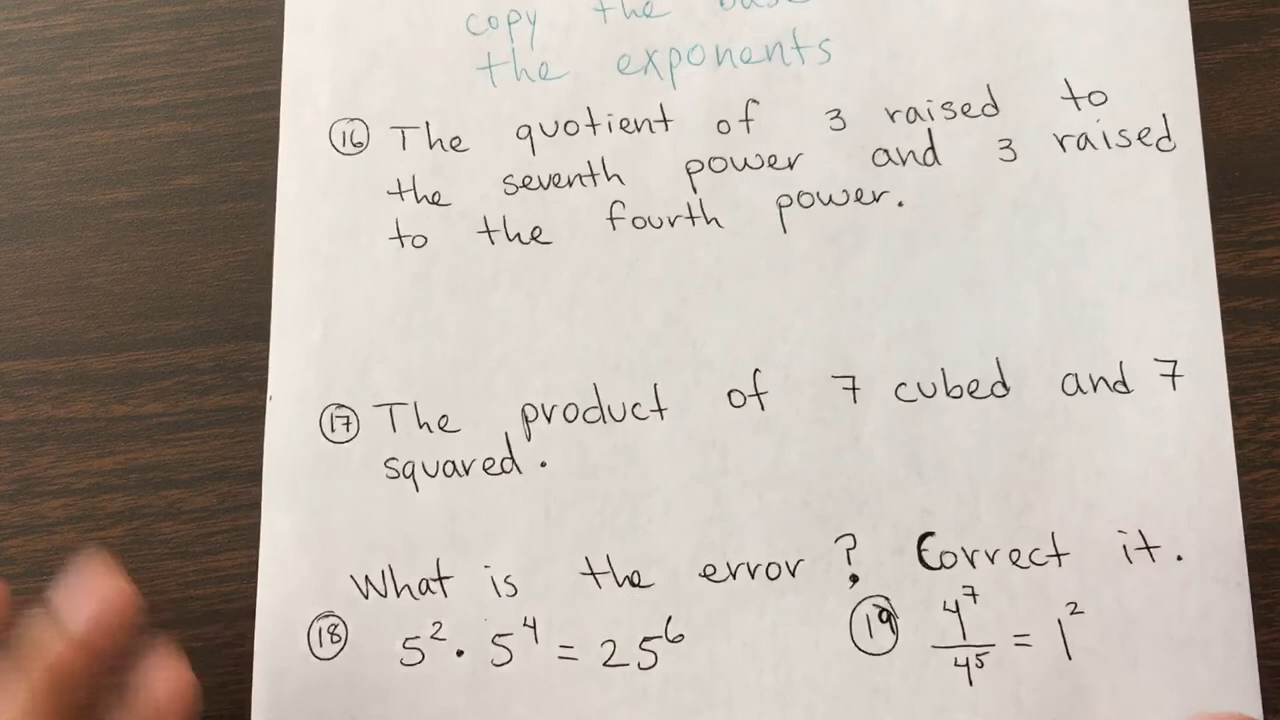 copy the
the exponents
16 The quotient of 3 raised to
the seventh power and 3 raised
to the fourth power.
17 The product of 7 cubed and 7
squared.
What is the error? Correct it.
18 5² · 5⁴ = 25⁶
19 4⁷/4⁵ = 1²